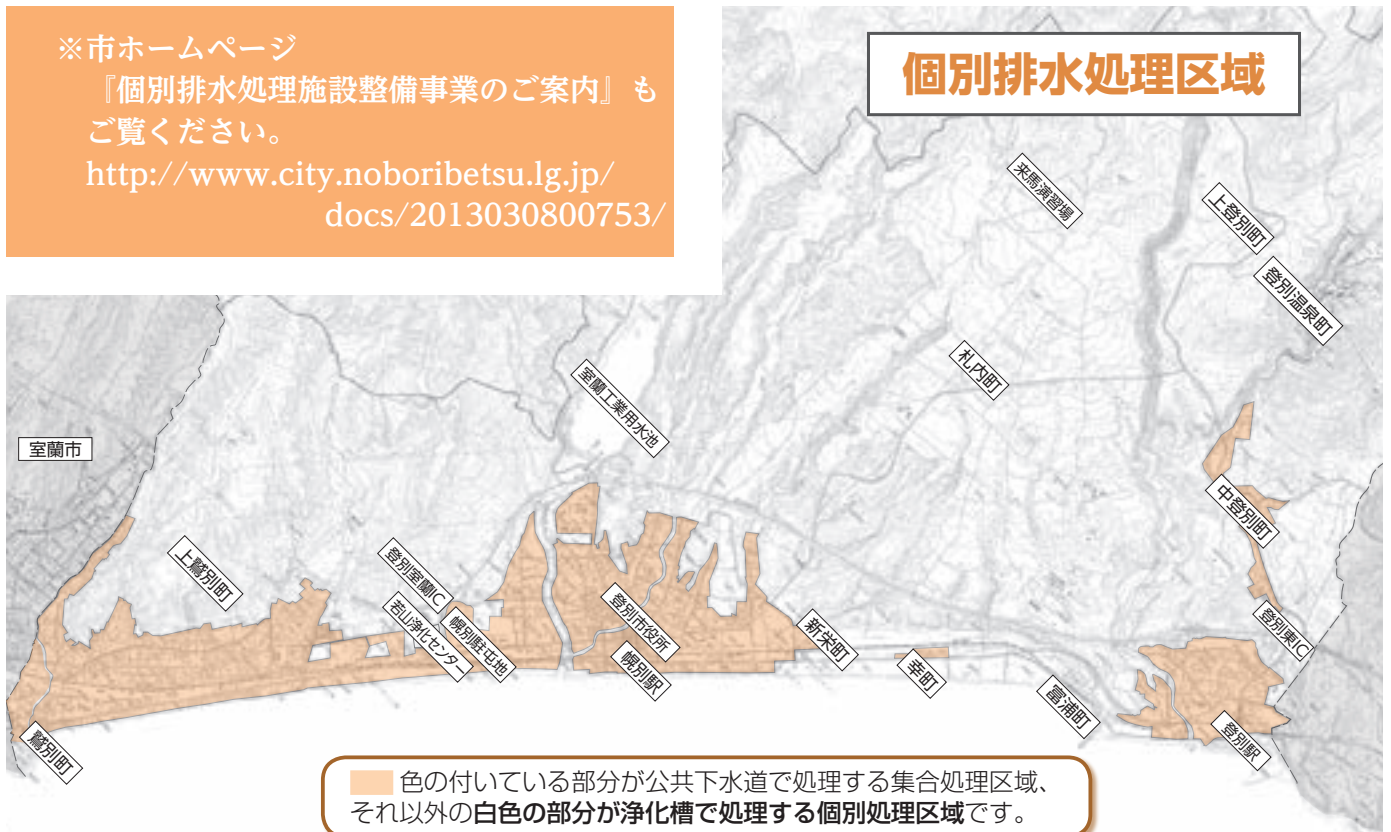 ※市ホームページ
『個別排水処理施設整備事業のご案内』も
ご覧ください。
http://www.city.noboribetsu.lg.jp/
docs/2013030800753/
個別排水処理区域
来馬演習場
上登別町
登別温泉町
札内町
室蘭工業用水池
室蘭市
中登別町
上鷲別町
登別室蘭IC
若山浄化センター
幌別駐屯地
登別市役所
幌別駅
新栄町
幸町
富浦町
登別東IC
登別駅
鷲別町
色の付いている部分が公共下水道で処理する集合処理区域、
それ以外の白色の部分が浄化槽で処理する個別処理区域です。